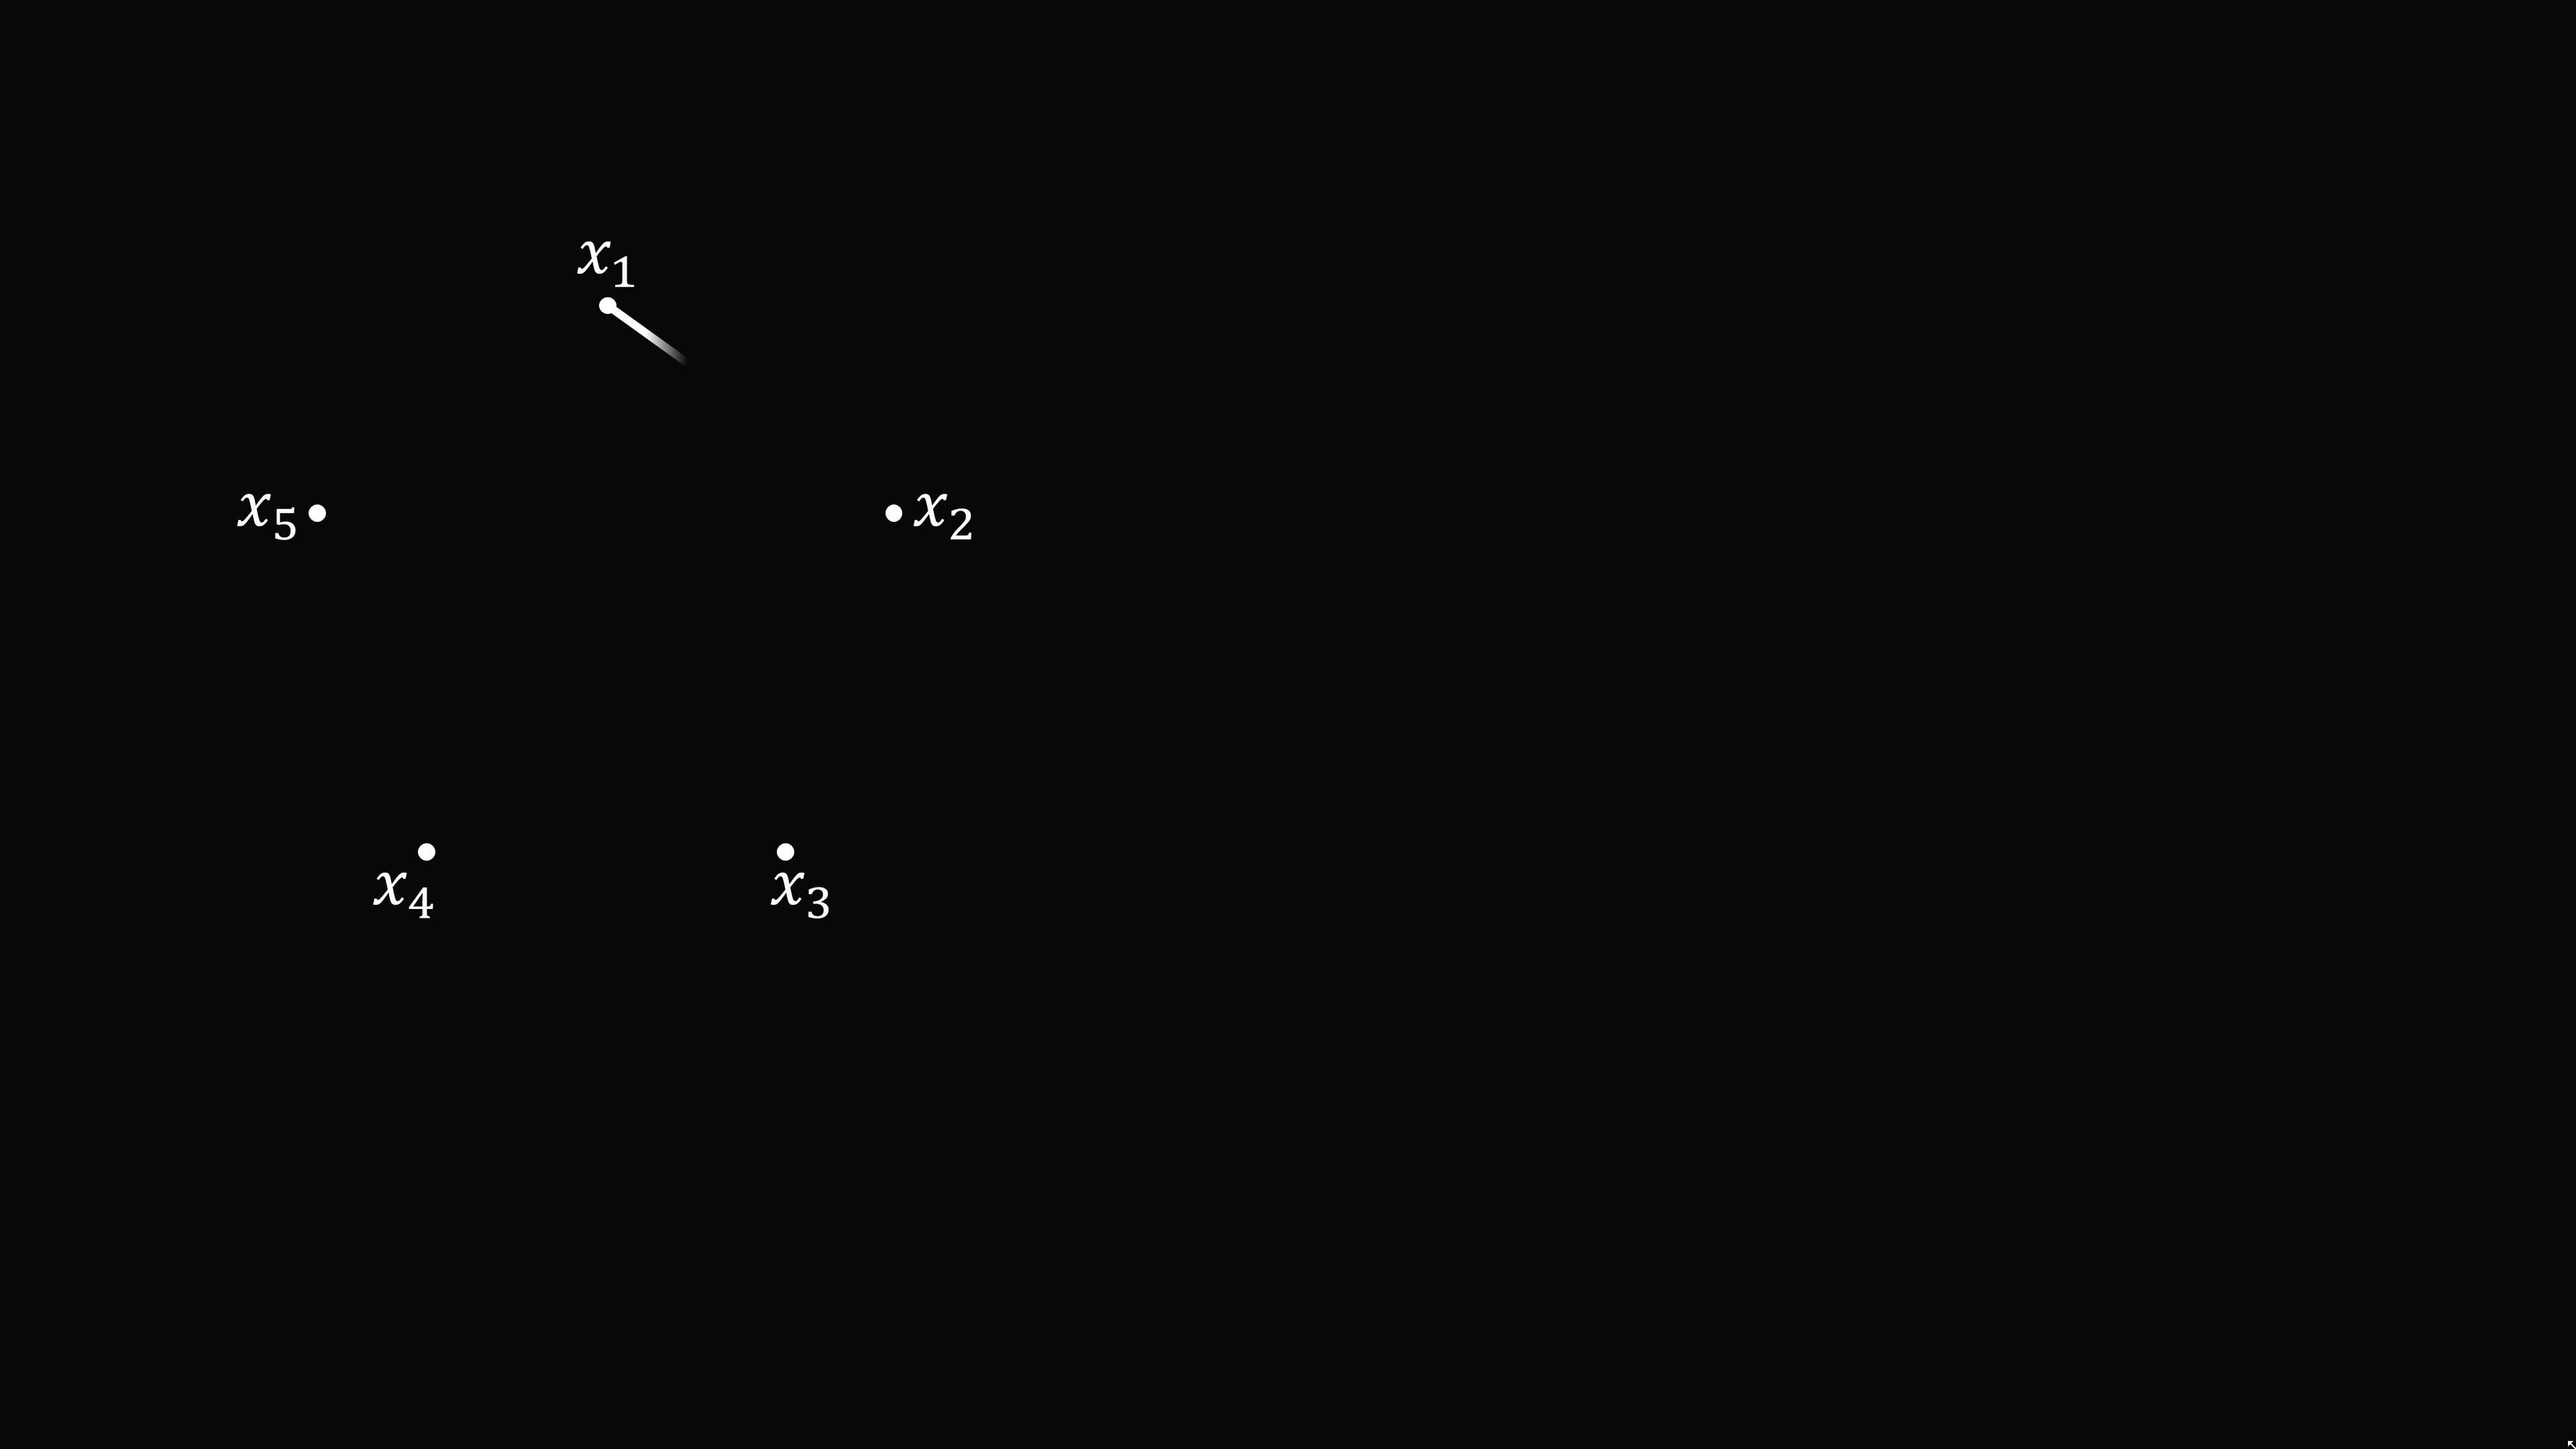 x₁
x₅ x₂
x₄ x₃